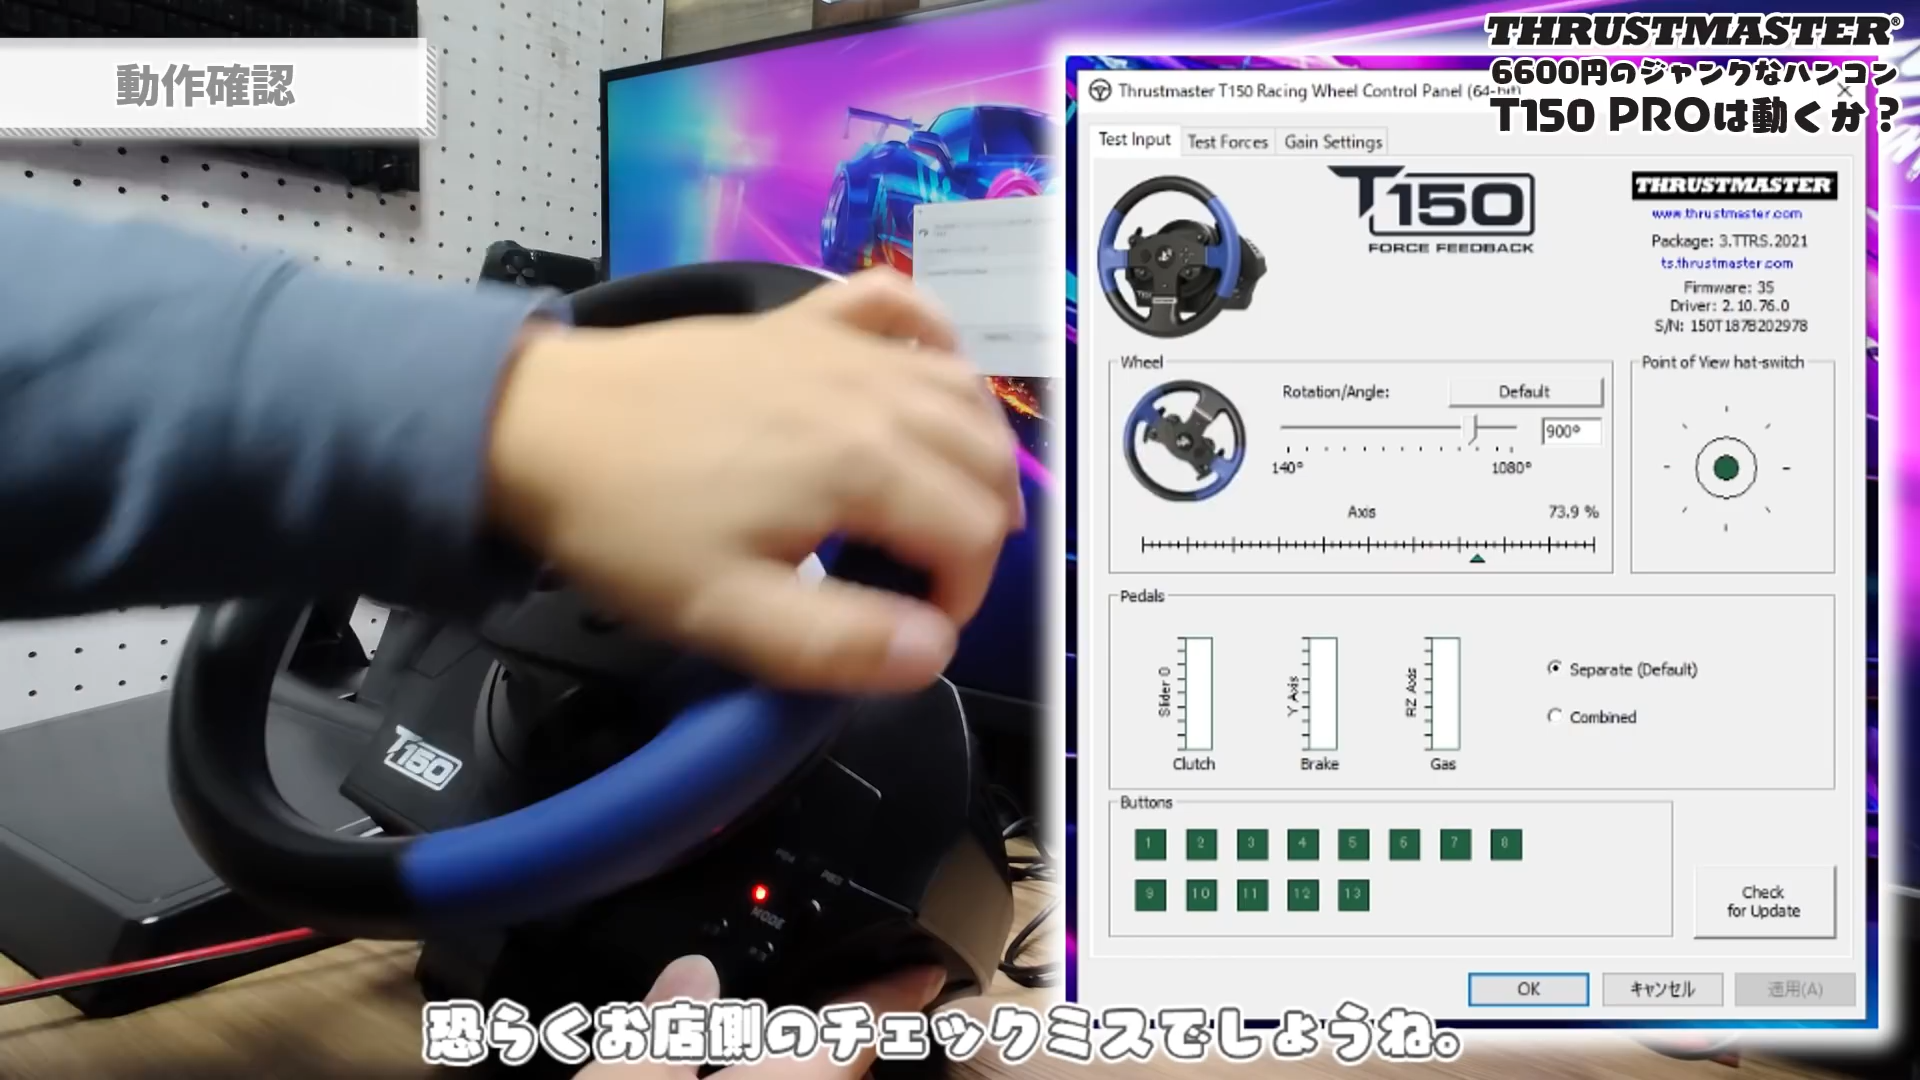 動作確認
THRUSTMASTER®
6600円のジャンクなハンコン
T150 PROは動くか？
Thrustmaster T150 Racing Wheel Control Panel (64-bit)
Test Input
Test Forces
Gain Settings
T150
FORCE FEEDBACK
THRUSTMASTER
www.thrustmaster.com
Package: 3.TTRS.2021
ts.thrustmaster.com
Firmware: 35
Driver: 2.10.76.0
S/N: 150T187B202978
Wheel
Rotation/Angle:
Default
900°
140°
1080°
Axis
73.9 %
Point of View hat-switch
Pedals
Slider 0
Y Axis
RZ Axis
Clutch
Brake
Gas
Separate (Default)
Combined
Buttons
1 2 3 4 5 6 7 8
9 10 11 12 13
Check
for Update
OK
キャンセル
適用(A)
T150
PS4
PS3
MODE
恐らくお店側のチェックミスでしょうね。